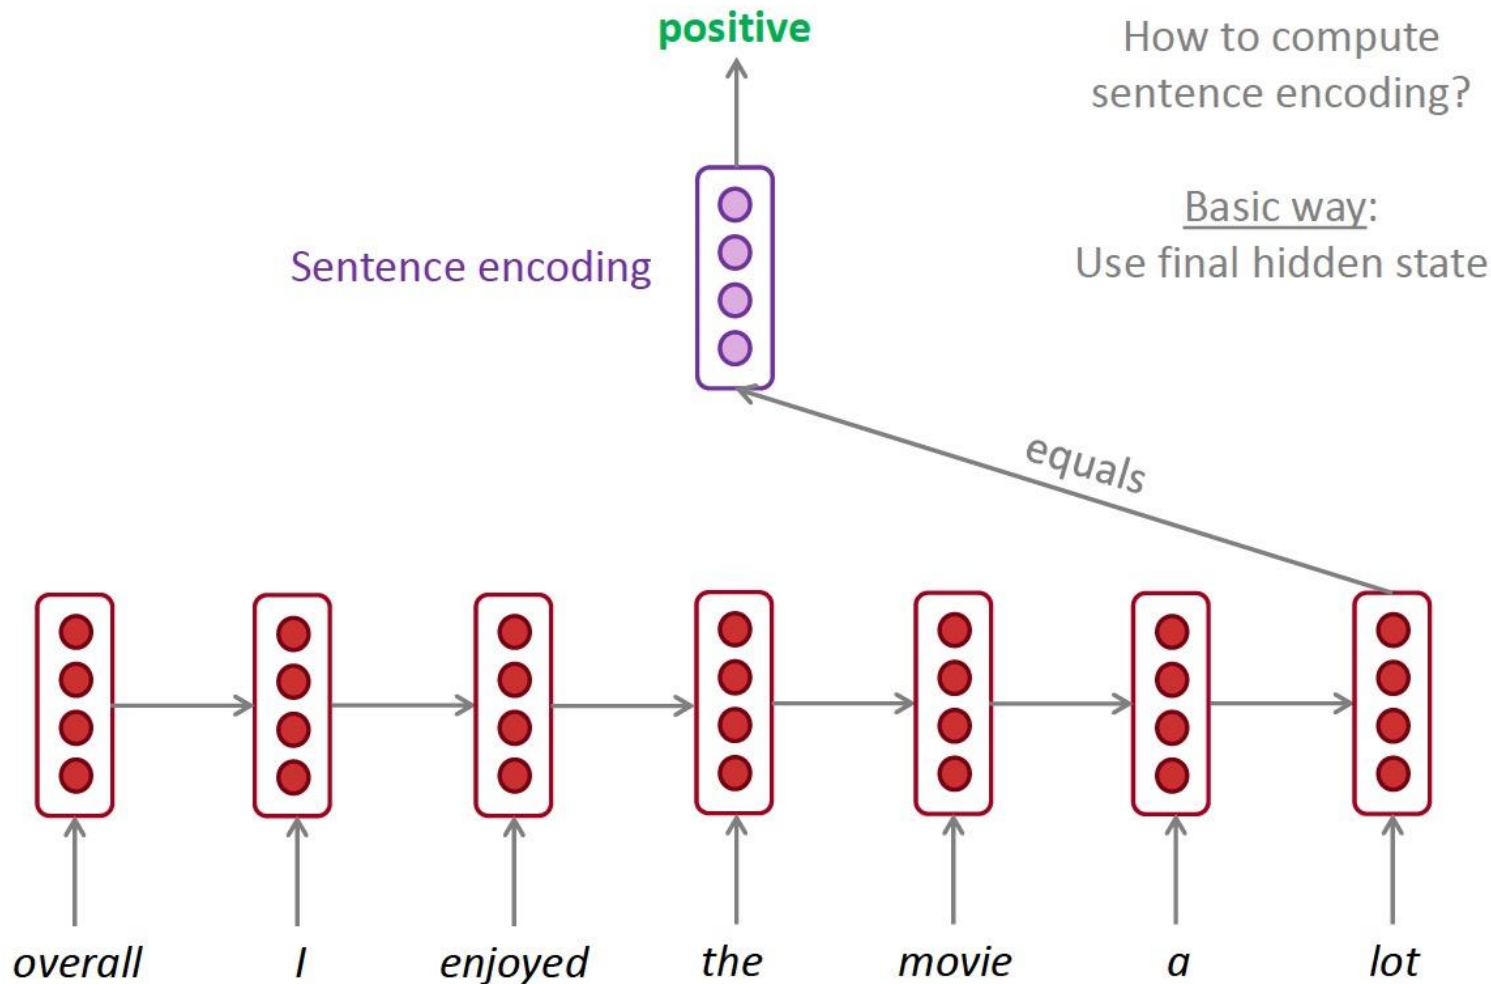 positive
How to compute
sentence encoding?
Basic way:
Use final hidden state
Sentence encoding
equals
overall I enjoyed the movie a lot